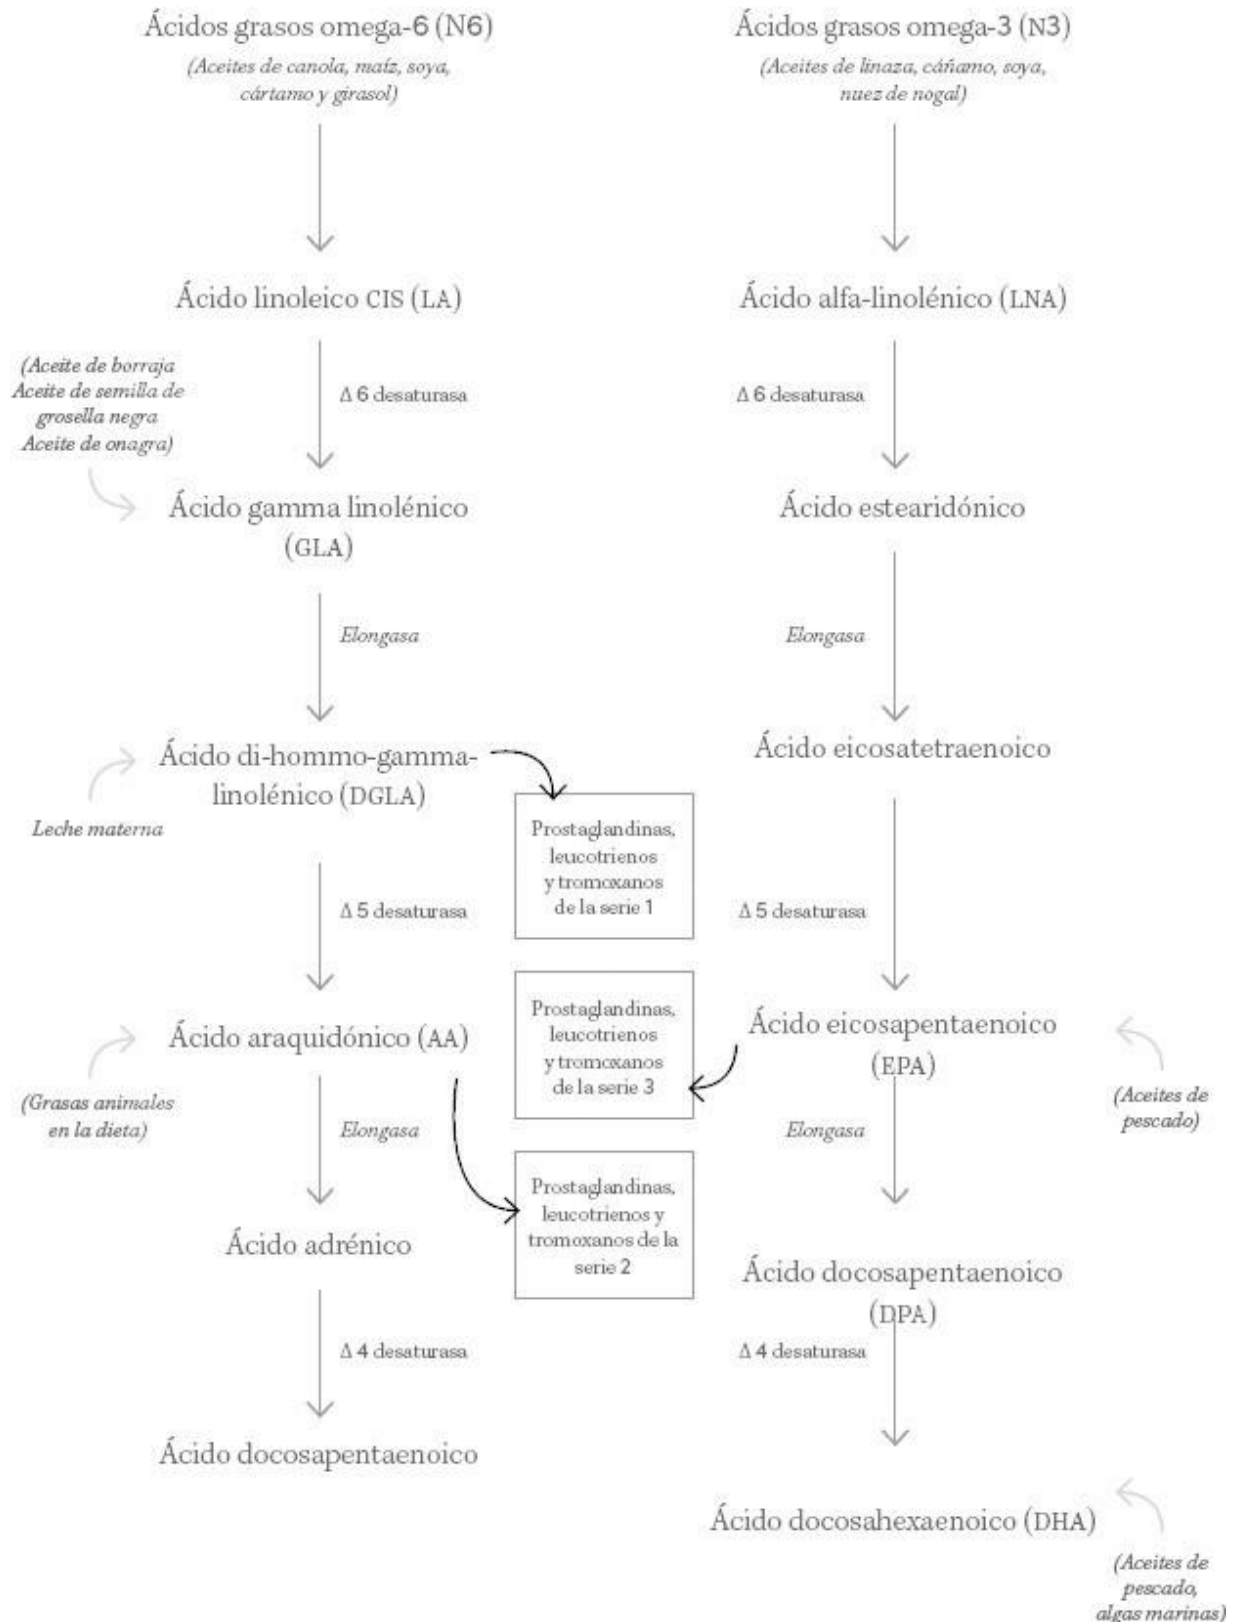 Ácidos grasos omega-6 (N6)
(Aceites de canola, maíz, soya,
cártamo y girasol)
Ácido linoleico CIS (LA)
(Aceite de borraja
Aceite de semilla de
grosella negra
Aceite de onagra)
Δ 6 desaturasa
Ácido gamma linolénico
(GLA)
Elongasa
Ácido di-hommo-gamma-
linolénico (DGLA)
Leche materna
Δ 5 desaturasa
Ácido araquidónico (AA)
(Grasas animales
en la dieta)
Elongasa
Ácido adrénico
Δ 4 desaturasa
Ácido docosapentaenoico
Prostaglandinas,
leucotrienos
y tromoxanos
de la serie 1
Prostaglandinas,
leucotrienos
y tromoxanos
de la serie 3
Prostaglandinas,
leucotrienos y
tromoxanos de la
serie 2
Ácidos grasos omega-3 (N3)
(Aceites de linaza, cáñamo, soya,
nuez de nogal)
Ácido alfa-linolénico (LNA)
Δ 6 desaturasa
Ácido estearidónico
Elongasa
Ácido eicosatetraenoico
Δ 5 desaturasa
Ácido eicosapentaenoico
(EPA)
(Aceites de
pescado)
Elongasa
Ácido docosapentaenoico
(DPA)
Δ 4 desaturasa
Ácido docosahexaenoico (DHA)
(Aceites de
pescado,
algas marinas)